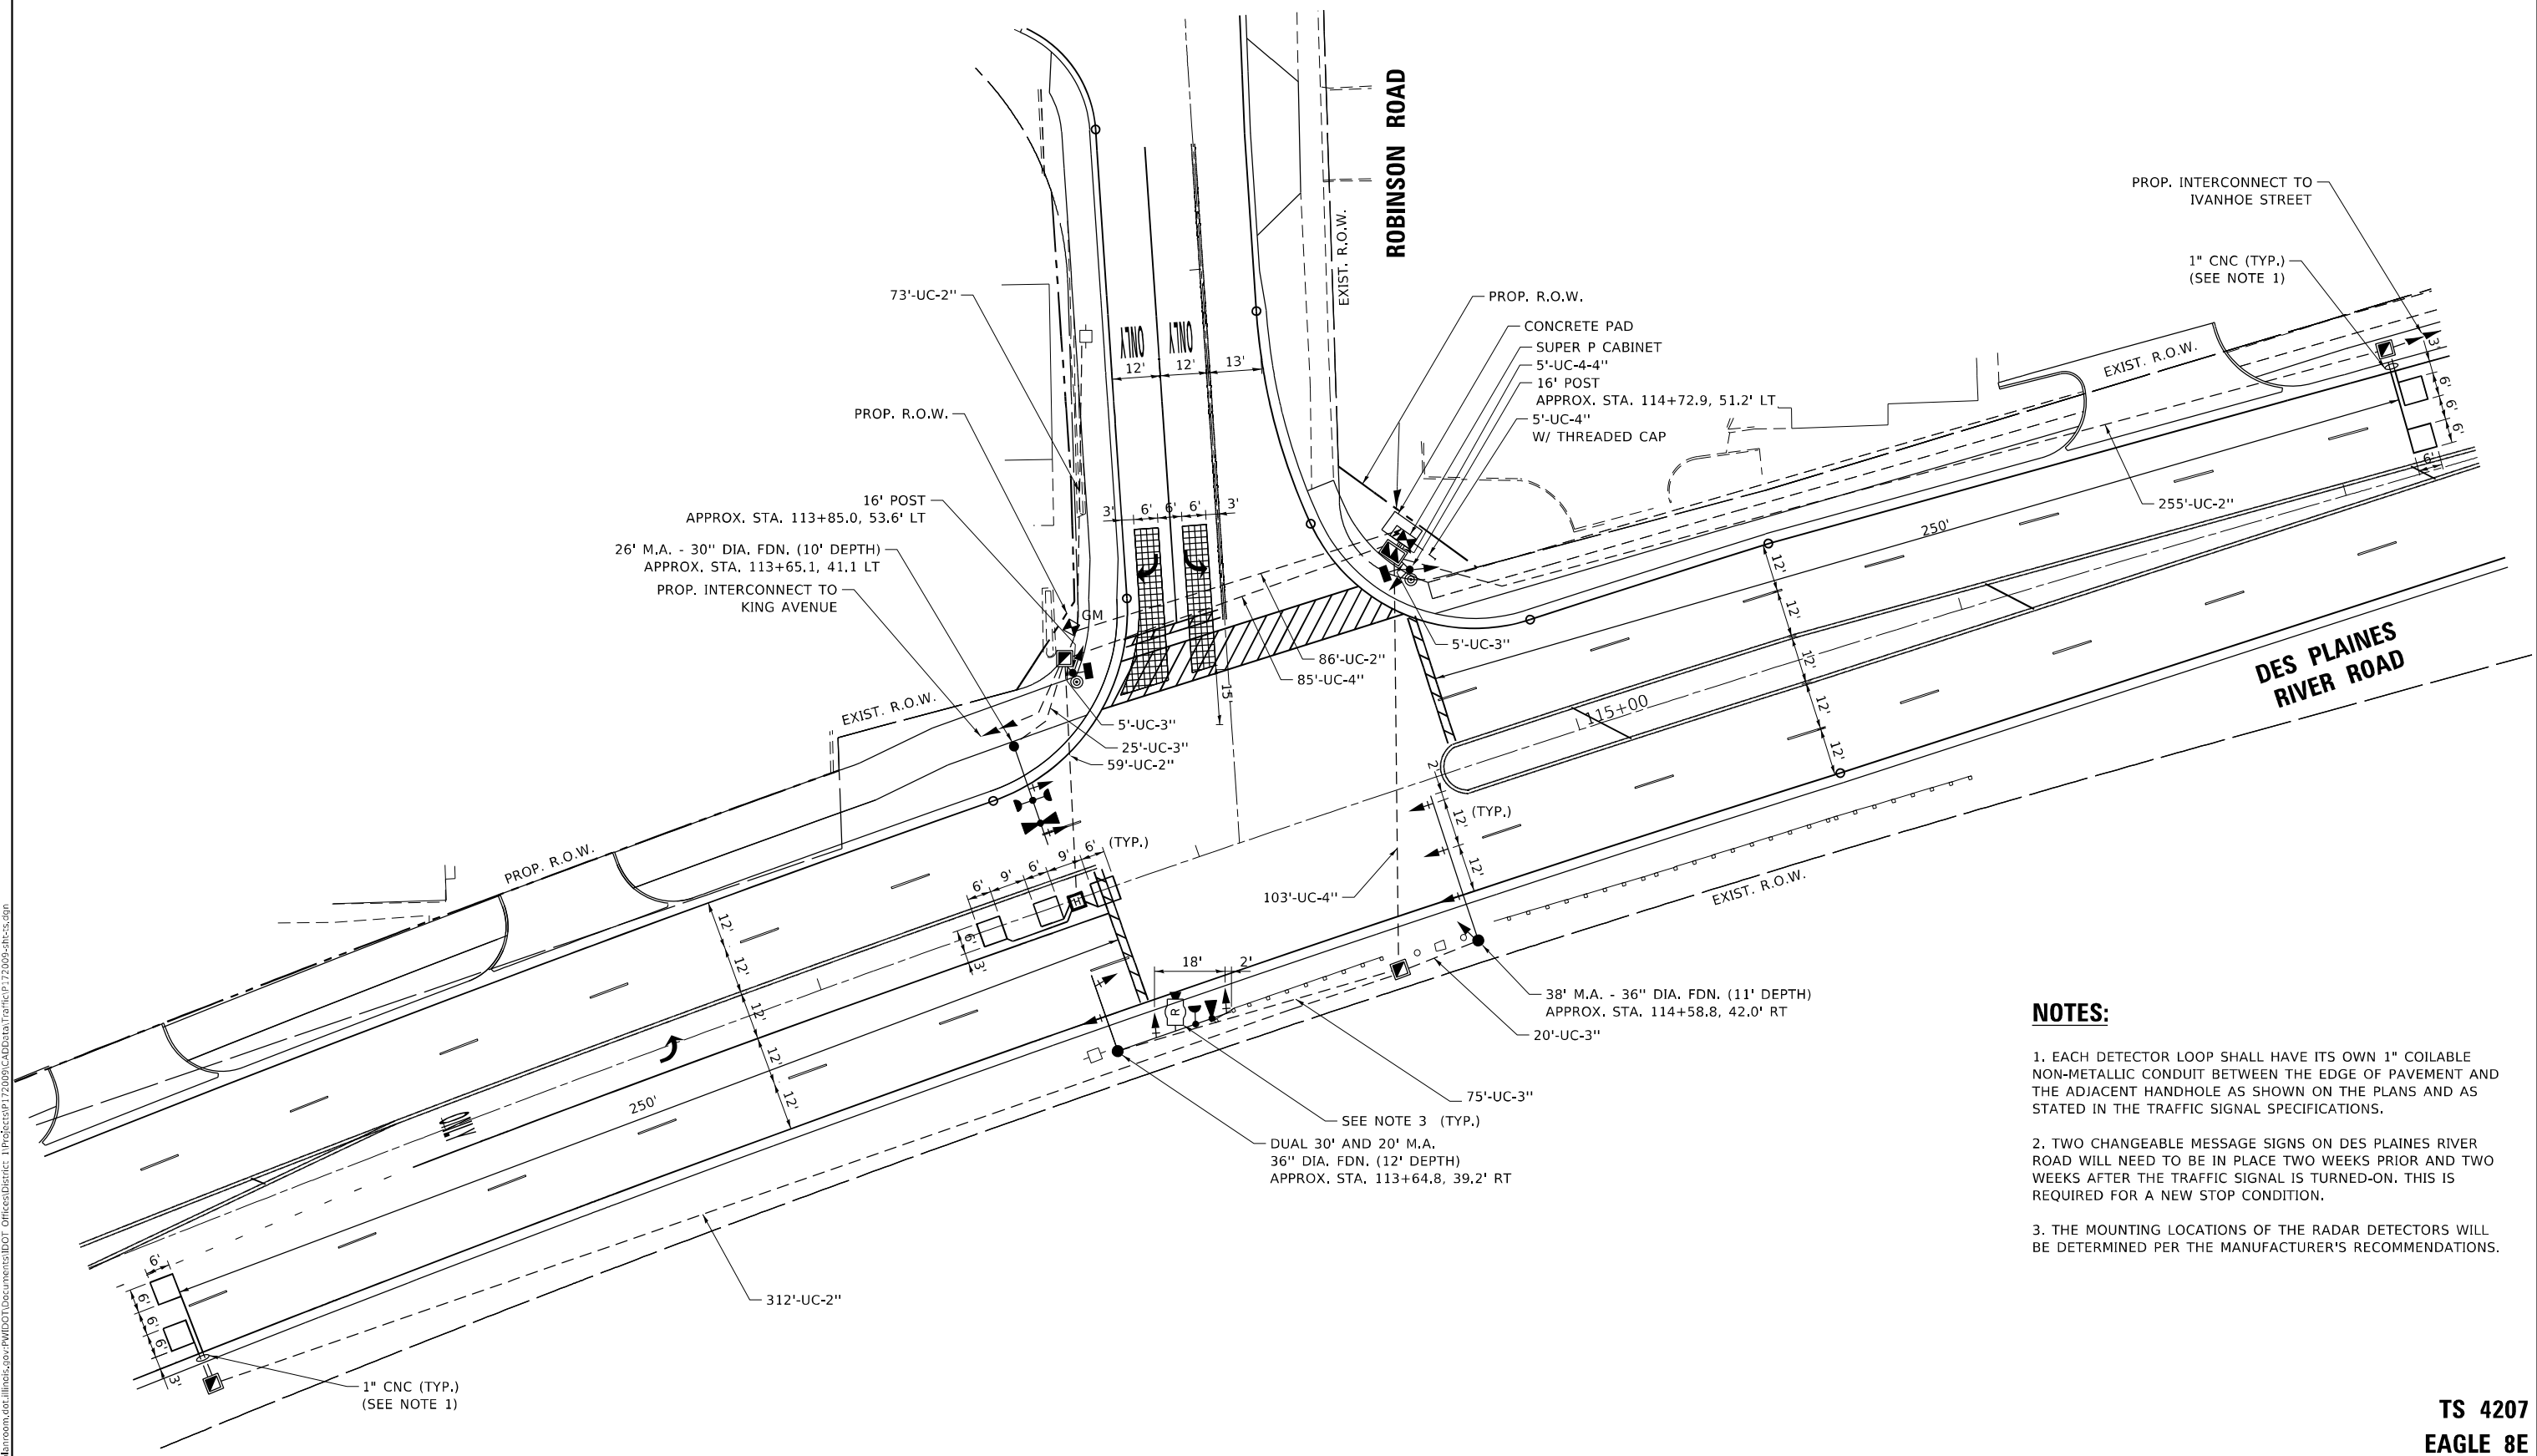 ROBINSON ROAD
EXIST. R.O.W.
PROP. INTERCONNECT TO
IVANHOE STREET
1" CNC (TYP.)
(SEE NOTE 1)
3'
6'
6'
6'
6'
EXIST. R.O.W.
73'-UC-2"
ONLY
ONLY
12'
12'
13'
PROP. R.O.W.
CONCRETE PAD
SUPER P CABINET
5'-UC-4-4"
16' POST
APPROX. STA. 114+72.9, 51.2' LT
5'-UC-4"
W/ THREADED CAP
PROP. R.O.W.
16' POST
APPROX. STA. 113+85.0, 53.6' LT
26' M.A. - 30" DIA. FDN. (10' DEPTH)
APPROX. STA. 113+65.1, 41.1 LT
PROP. INTERCONNECT TO
KING AVENUE
3'
6'
6'
6'
3'
255'-UC-2"
250'
GM
12'
12'
12'
12'
12'
5'-UC-3"
86'-UC-2"
85'-UC-4"
15'
DES PLAINES
RIVER ROAD
EXIST. R.O.W.
5'-UC-3"
25'-UC-3"
59'-UC-2"
115+00
2'
12'
(TYP.)
12'
PROP. R.O.W.
6'
9'
6'
9'
6'
(TYP.)
H
6'
3'
103'-UC-4"
EXIST. R.O.W.
12'
12'
12'
12'
12'
18'
2'
R
38' M.A. - 36" DIA. FDN. (11' DEPTH)
APPROX. STA. 114+58.8, 42.0' RT
20'-UC-3"
75'-UC-3"
SEE NOTE 3 (TYP.)
DUAL 30' AND 20' M.A.
36" DIA. FDN. (12' DEPTH)
APPROX. STA. 113+64.8, 39.2' RT
250'
312'-UC-2"
6'
6'
6'
6'
3'
1" CNC (TYP.)
(SEE NOTE 1)
NOTES:
1. EACH DETECTOR LOOP SHALL HAVE ITS OWN 1" COILABLE
NON-METALLIC CONDUIT BETWEEN THE EDGE OF PAVEMENT AND
THE ADJACENT HANDHOLE AS SHOWN ON THE PLANS AND AS
STATED IN THE TRAFFIC SIGNAL SPECIFICATIONS.
2. TWO CHANGEABLE MESSAGE SIGNS ON DES PLAINES RIVER
ROAD WILL NEED TO BE IN PLACE TWO WEEKS PRIOR AND TWO
WEEKS AFTER THE TRAFFIC SIGNAL IS TURNED-ON. THIS IS
REQUIRED FOR A NEW STOP CONDITION.
3. THE MOUNTING LOCATIONS OF THE RADAR DETECTORS WILL
BE DETERMINED PER THE MANUFACTURER'S RECOMMENDATIONS.
TS 4207
EAGLE 8E